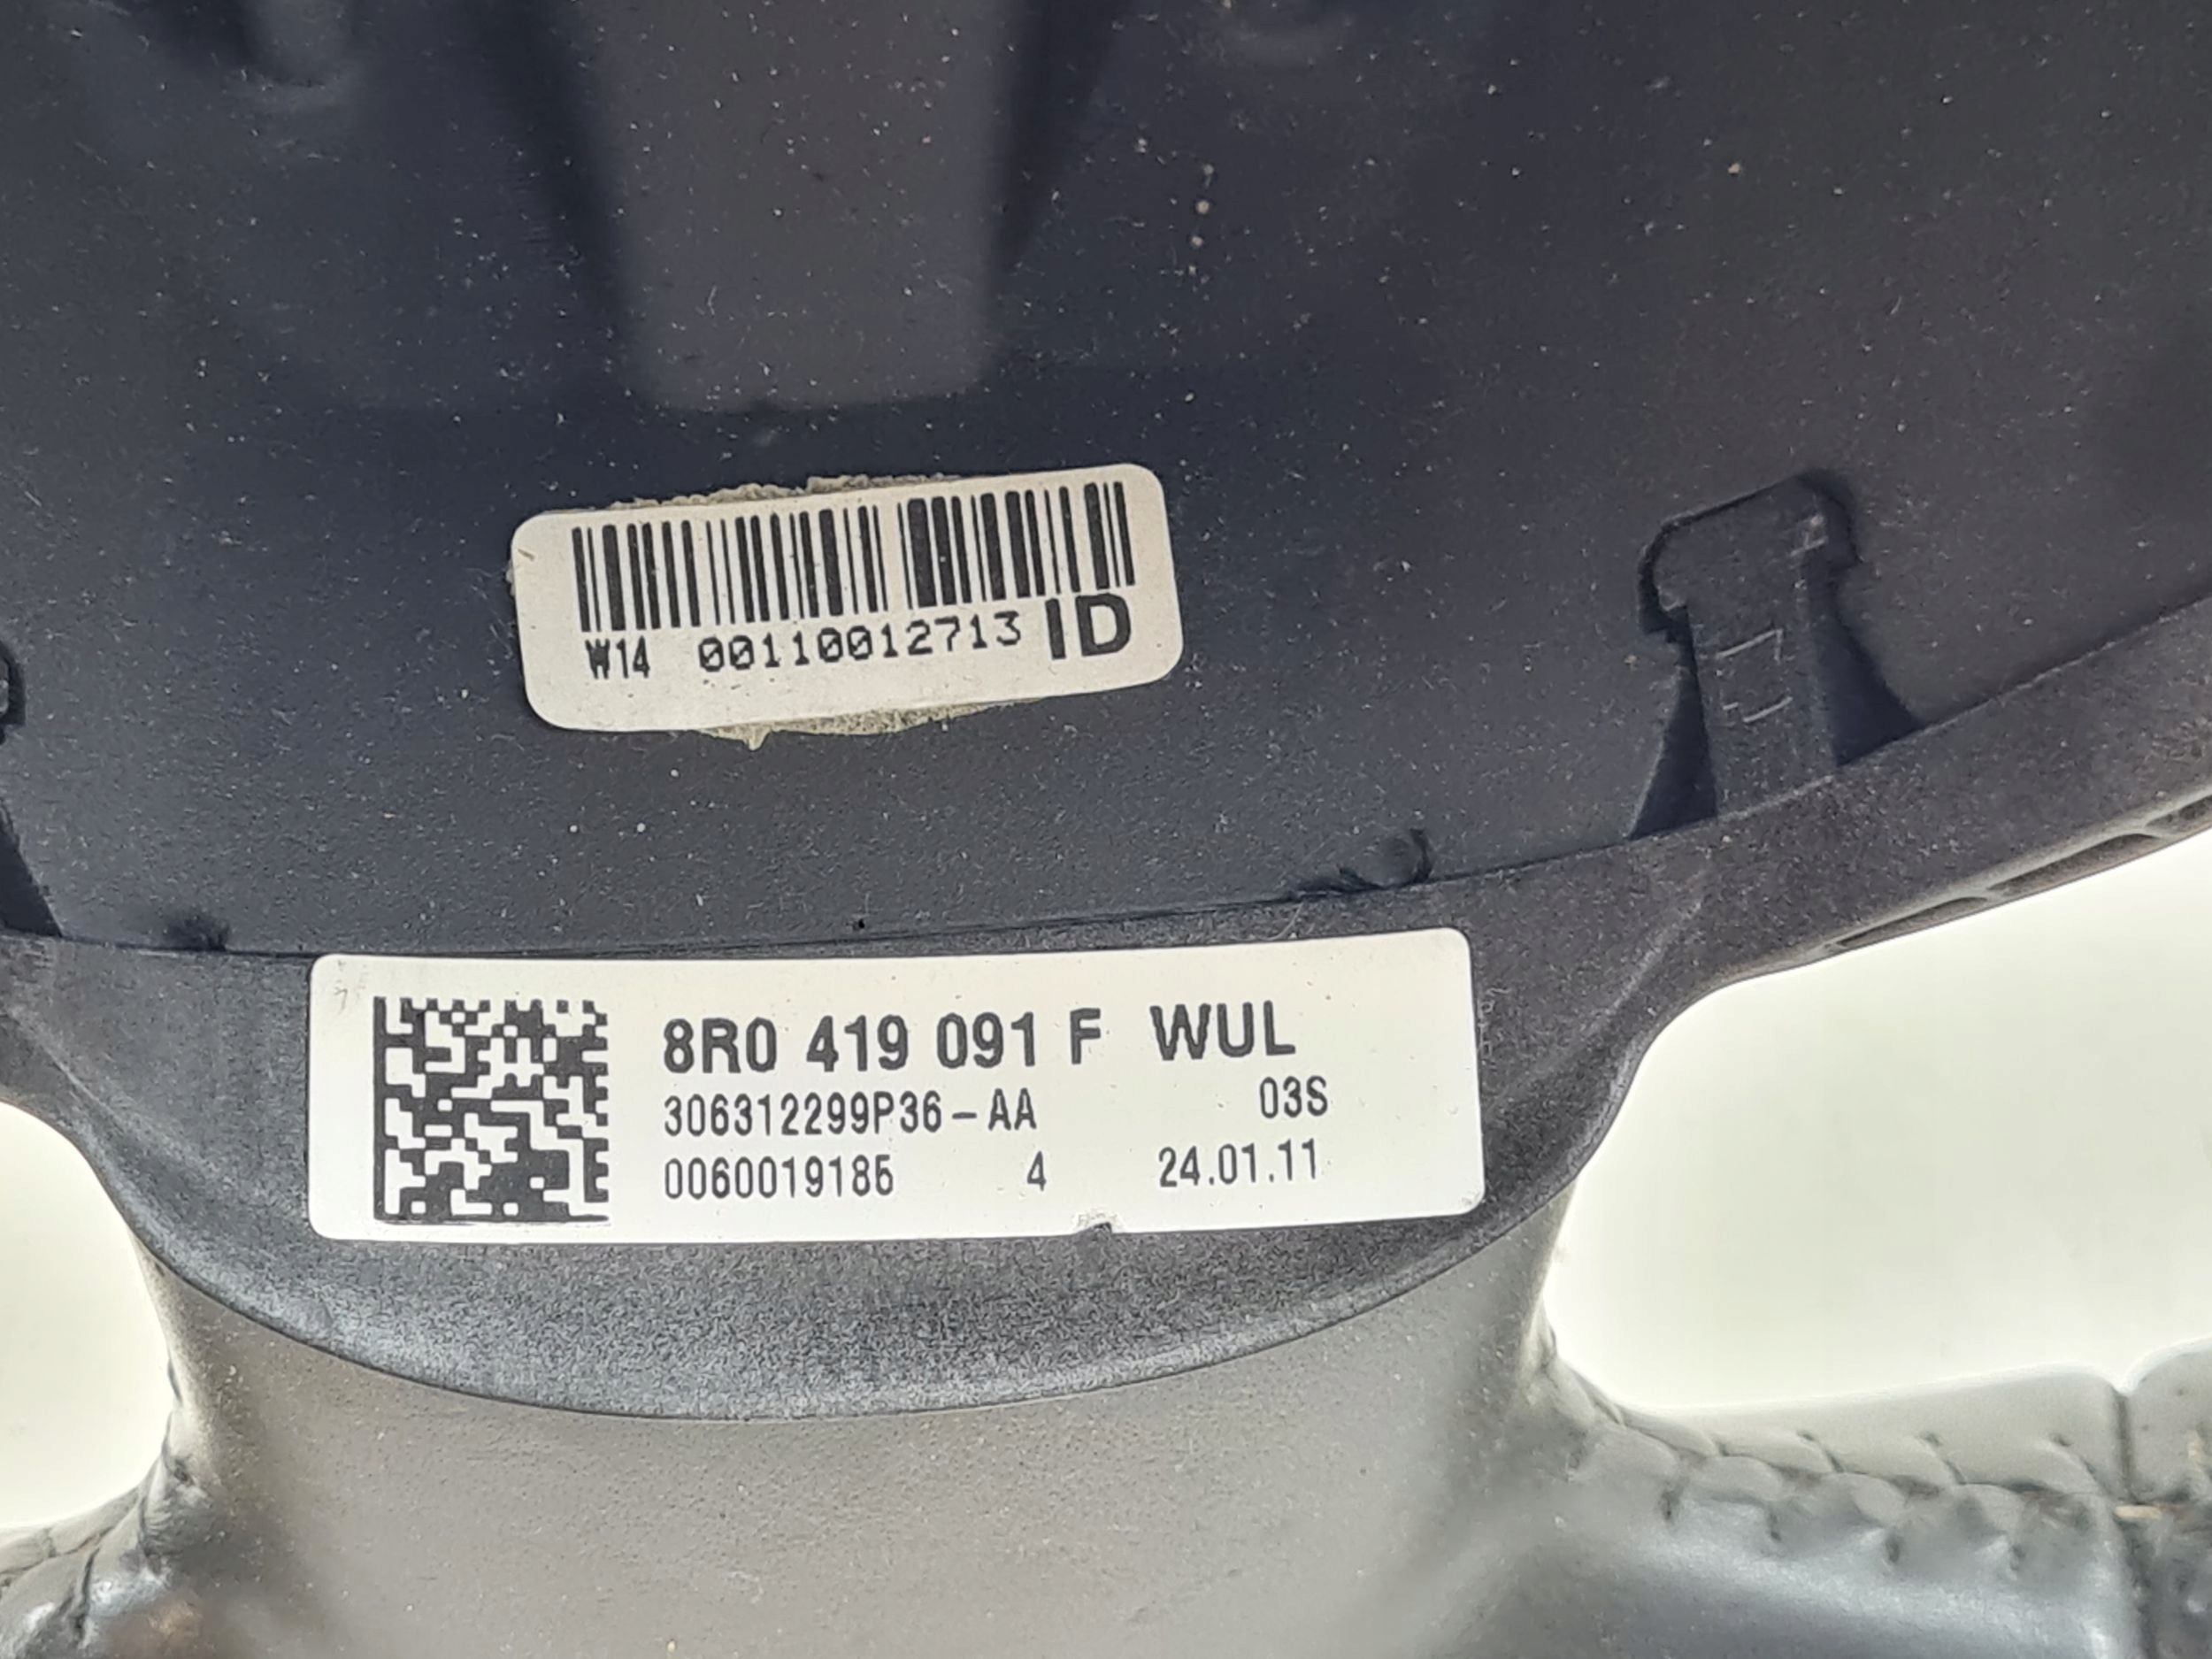 W14 00110012713 ID
8R0 419 091 F WUL
306312299P36-AA 03S
0060019185 4 24.01.11